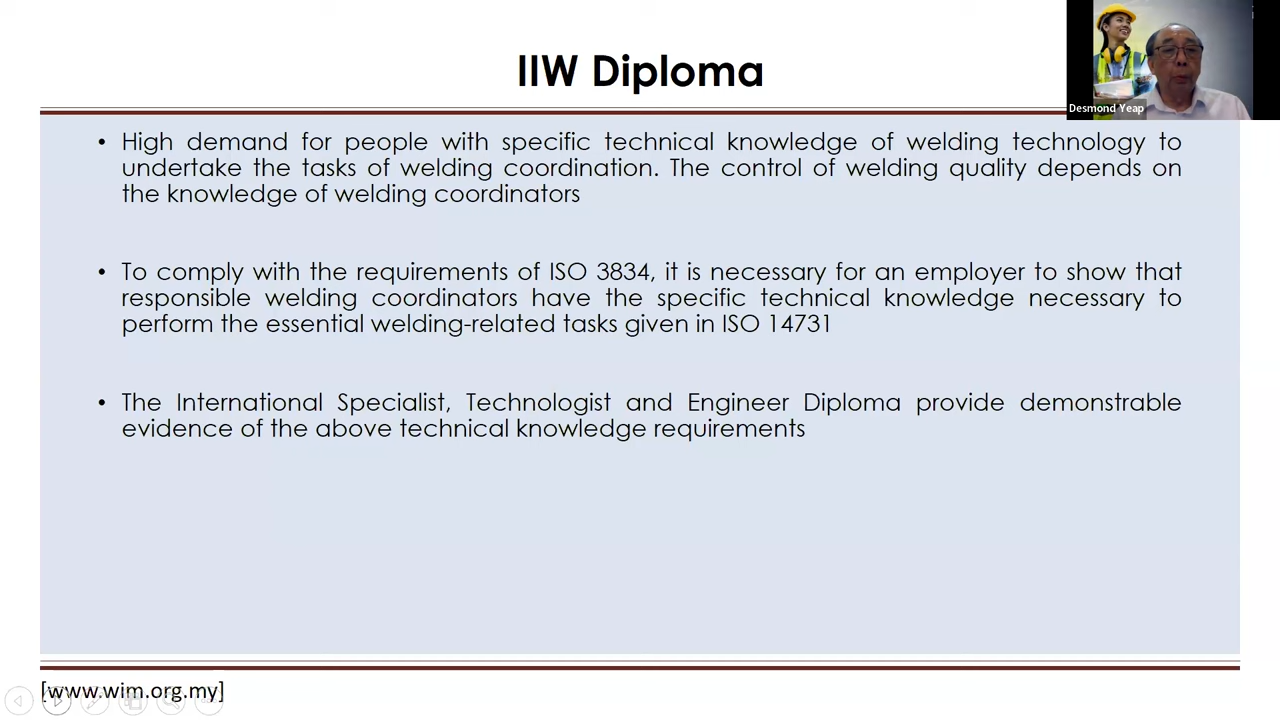 IIW Diploma
Desmond Yeap
• High demand for people with specific technical knowledge of welding technology to
undertake the tasks of welding coordination. The control of welding quality depends on
the knowledge of welding coordinators
• To comply with the requirements of ISO 3834, it is necessary for an employer to show that
responsible welding coordinators have the specific technical knowledge necessary to
perform the essential welding-related tasks given in ISO 14731
• The International Specialist, Technologist and Engineer Diploma provide demonstrable
evidence of the above technical knowledge requirements
[www.wim.org.my]